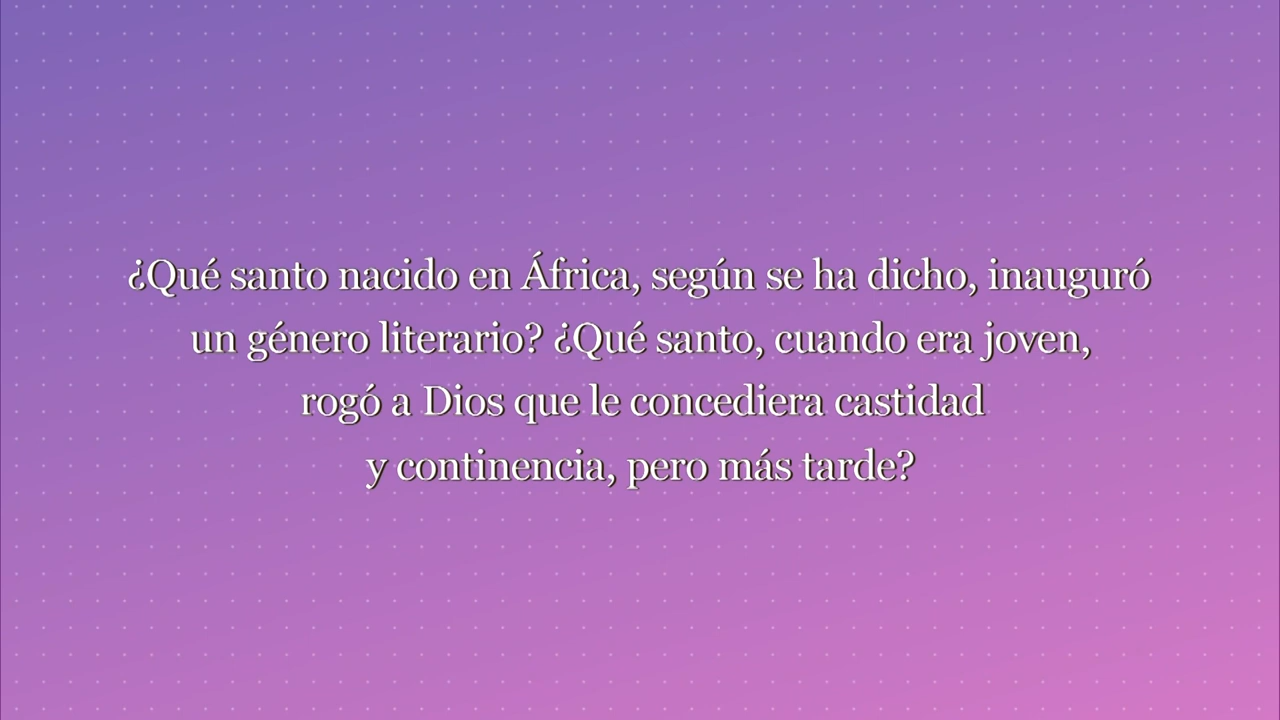 ¿Qué santo nacido en África, según se ha dicho, inauguró
un género literario? ¿Qué santo, cuando era joven,
rogó a Dios que le concediera castidad
y continencia, pero más tarde?